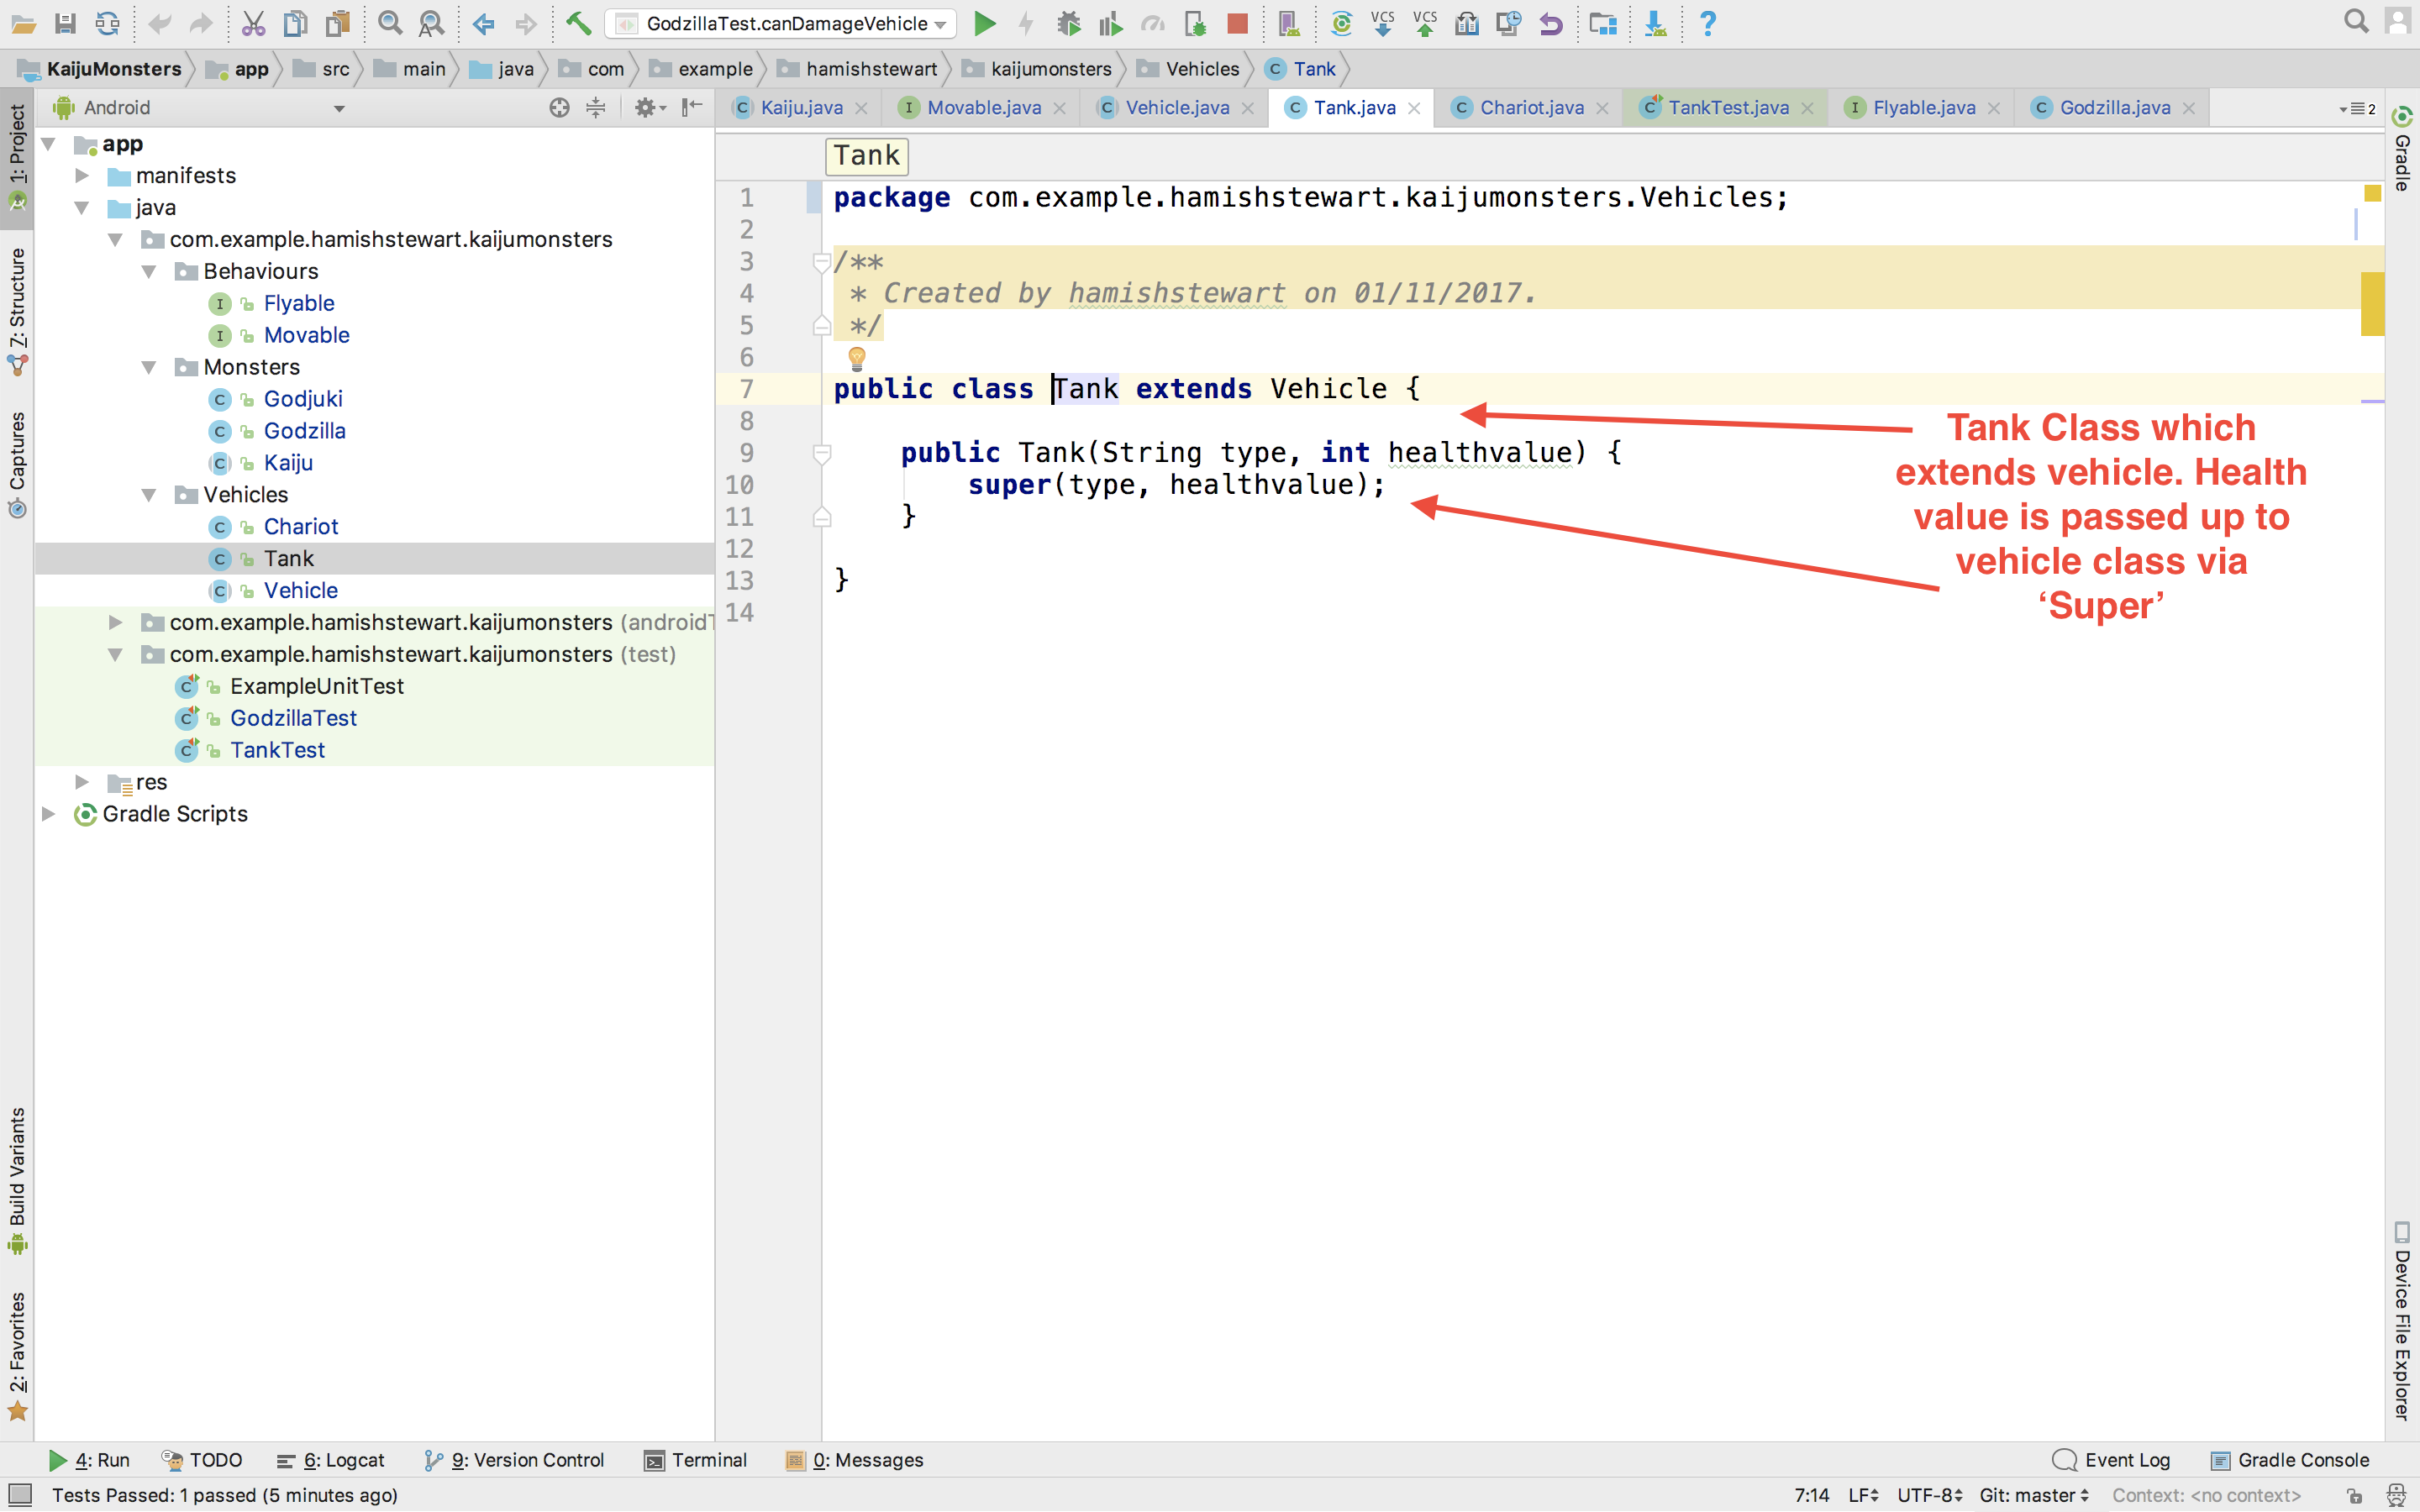 GodzillaTest.canDamageVehicle
VCS
VCS
KaijuMonsters
app
src
main
java
com
example
hamishstewart
kaijumonsters
Vehicles
Tank
1: Project
7: Structure
Captures
Build Variants
2: Favorites
Android
app
manifests
java
com.example.hamishstewart.kaijumonsters
Behaviours
Flyable
Movable
Monsters
Godjuki
Godzilla
Kaiju
Vehicles
Chariot
Tank
Vehicle
com.example.hamishstewart.kaijumonsters (androidT
com.example.hamishstewart.kaijumonsters (test)
ExampleUnitTest
GodzillaTest
TankTest
res
Gradle Scripts
Kaiju.java
Movable.java
Vehicle.java
Tank.java
Chariot.java
TankTest.java
Flyable.java
Godzilla.java
2
Tank
1 package com.example.hamishstewart.kaijumonsters.Vehicles;
2
3 /**
4 * Created by hamishstewart on 01/11/2017.
5 */
6
7 public class Tank extends Vehicle {
8
9 public Tank(String type, int healthvalue) {
10 super(type, healthvalue);
11 }
12
13 }
14
Tank Class which
extends vehicle. Health
value is passed up to
vehicle class via
‘Super’
Gradle
Device File Explorer
4: Run
TODO
6: Logcat
9: Version Control
Terminal
0: Messages
Event Log
Gradle Console
Tests Passed: 1 passed (5 minutes ago)
7:14
LF
UTF-8
Git: master
Context: <no context>